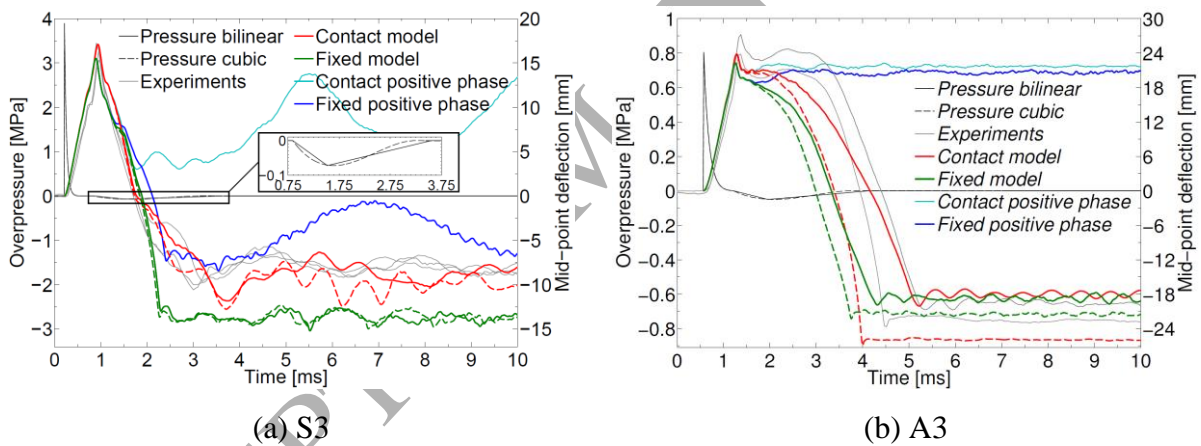 4
3
2
1
0
−1
−2
−3
Overpressure [MPa]
Pressure bilinear
Pressure cubic
Experiments
Contact model
Fixed model
Contact positive phase
Fixed positive phase
0
−0.1
0.75 1.75 2.75 3.75
20
15
10
5
0
−5
−10
−15
Mid−point deflection [mm]
0 1 2 3 4 5 6 7 8 9 10
Time [ms]
(a) S3
1
0.8
0.6
0.4
0.2
0
−0.2
−0.4
−0.6
−0.8
Overpressure [MPa]
Pressure bilinear
Pressure cubic
Experiments
Contact model
Fixed model
Contact positive phase
Fixed positive phase
30
24
18
12
6
0
−6
−12
−18
−24
Mid−point deflection [mm]
0 1 2 3 4 5 6 7 8 9 10
Time [ms]
(b) A3